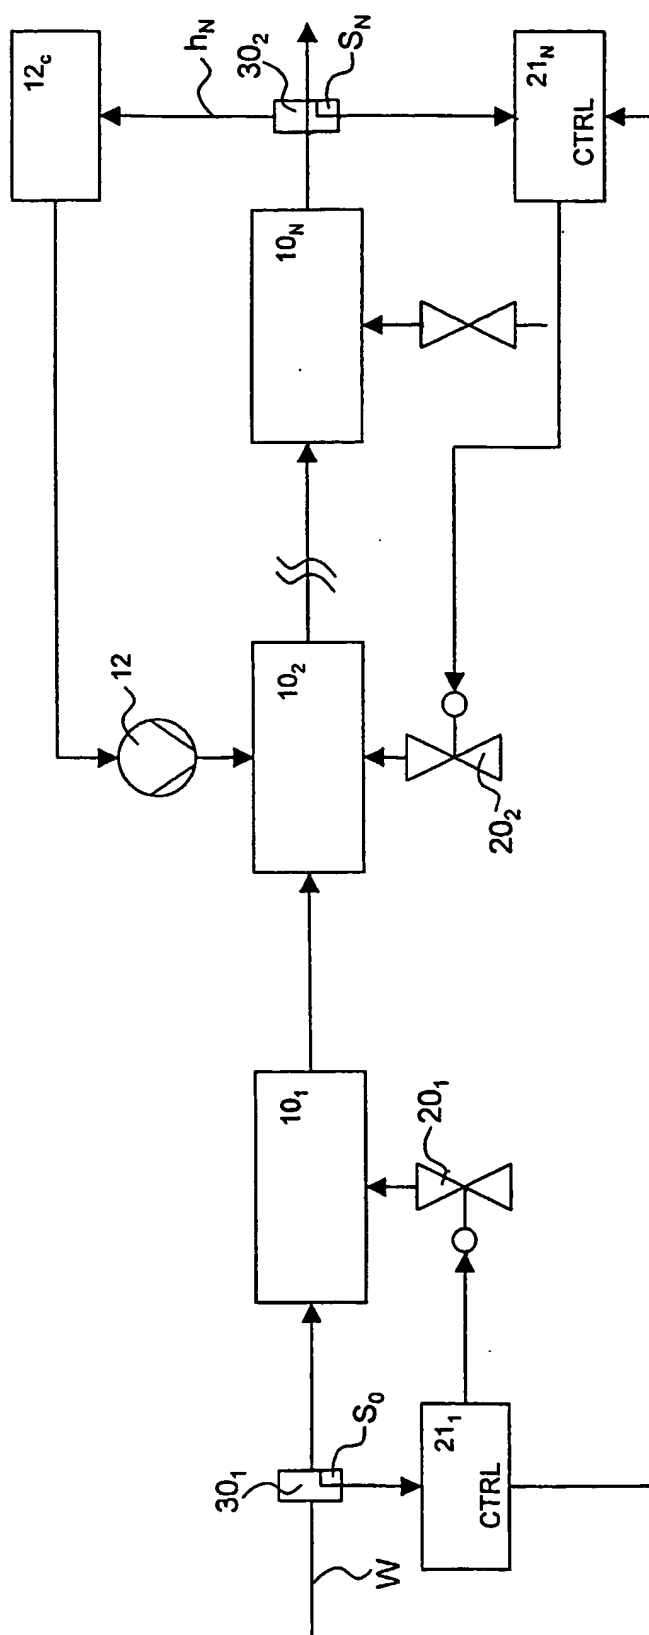 12c
hN
30₂
SN
21N
CTRL
10N
12
10₂
20₂
10₁
20₁
30₁
S₀
21₁
CTRL
W